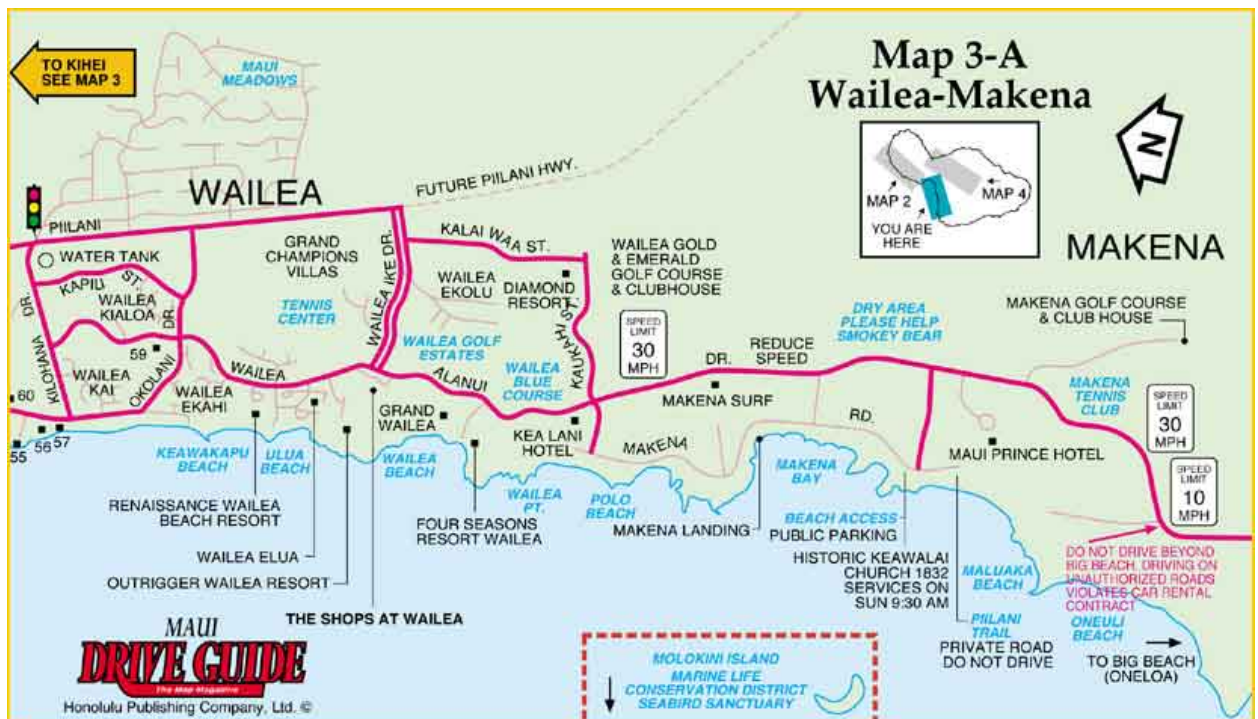 TO KIHEI
SEE MAP 3
MAUI
MEADOWS
Map 3-A
Wailea-Makena
N
MAP 2
MAP 4
YOU ARE
HERE
WAILEA
MAKENA
FUTURE PIILANI HWY.
PIILANI
WATER TANK
KAPILI ST.
WAILEA
KIALOA
DR.
KILOHANA
DR.
59
WAILEA
KAI
OKOLANI
60
55
56
57
GRAND
CHAMPIONS
VILLAS
TENNIS
CENTER
WAILEA IKE DR.
KALAI WAA ST.
WAILEA
EKOLU
DIAMOND
RESORT
KAUKAHI ST.
WAILEA GOLD
& EMERALD
GOLF COURSE
& CLUBHOUSE
WAILEA GOLF
ESTATES
WAILEA
BLUE
COURSE
WAILEA
ALANUI
DR.
WAILEA
EKAHI
GRAND
WAILEA
KEA LANI
HOTEL
SPEED
LIMIT
30
MPH
REDUCE
SPEED
MAKENA SURF
DRY AREA
PLEASE HELP
SMOKEY BEAR
MAKENA GOLF COURSE
& CLUB HOUSE
MAKENA
TENNIS
CLUB
SPEED
LIMIT
30
MPH
SPEED
LIMIT
10
MPH
MAKENA
RD.
MAUI PRINCE HOTEL
KEAWAKAPU
BEACH
ULUA
BEACH
WAILEA
BEACH
WAILEA
PT.
POLO
BEACH
MAKENA
BAY
MAKENA LANDING
BEACH ACCESS
PUBLIC PARKING
RENAISSANCE WAILEA
BEACH RESORT
WAILEA ELUA
OUTRIGGER WAILEA RESORT
THE SHOPS AT WAILEA
FOUR SEASONS
RESORT WAILEA
HISTORIC KEAWALAI
CHURCH 1832
SERVICES ON
SUN 9:30 AM
MALUAKA
BEACH
PIILANI
TRAIL
PRIVATE ROAD
DO NOT DRIVE
DO NOT DRIVE BEYOND
BIG BEACH. DRIVING ON
UNAUTHORIZED ROADS
VIOLATES CAR RENTAL
CONTRACT
ONEULI
BEACH
TO BIG BEACH
(ONELOA)
MOLOKINI ISLAND
MARINE LIFE
CONSERVATION DISTRICT
SEABIRD SANCTUARY
MAUI
DRIVE GUIDE
The Map Magazine
Honolulu Publishing Company, Ltd. ©